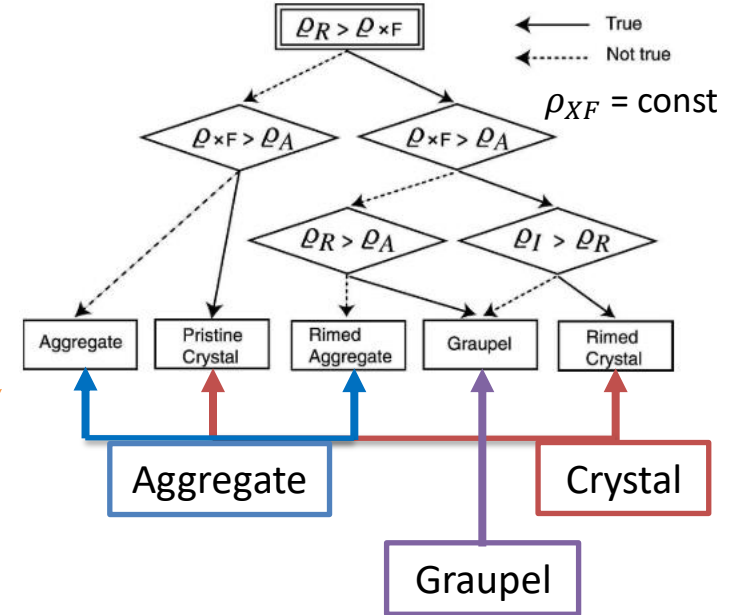 ϱR > ϱ×F
True
Not true
ρXF = const
ϱ×F > ϱA
ϱ×F > ϱA
ϱR > ϱA
ϱI > ϱR
Aggregate
Pristine
Crystal
Rimed
Aggregate
Graupel
Rimed
Crystal
Aggregate
Crystal
Graupel